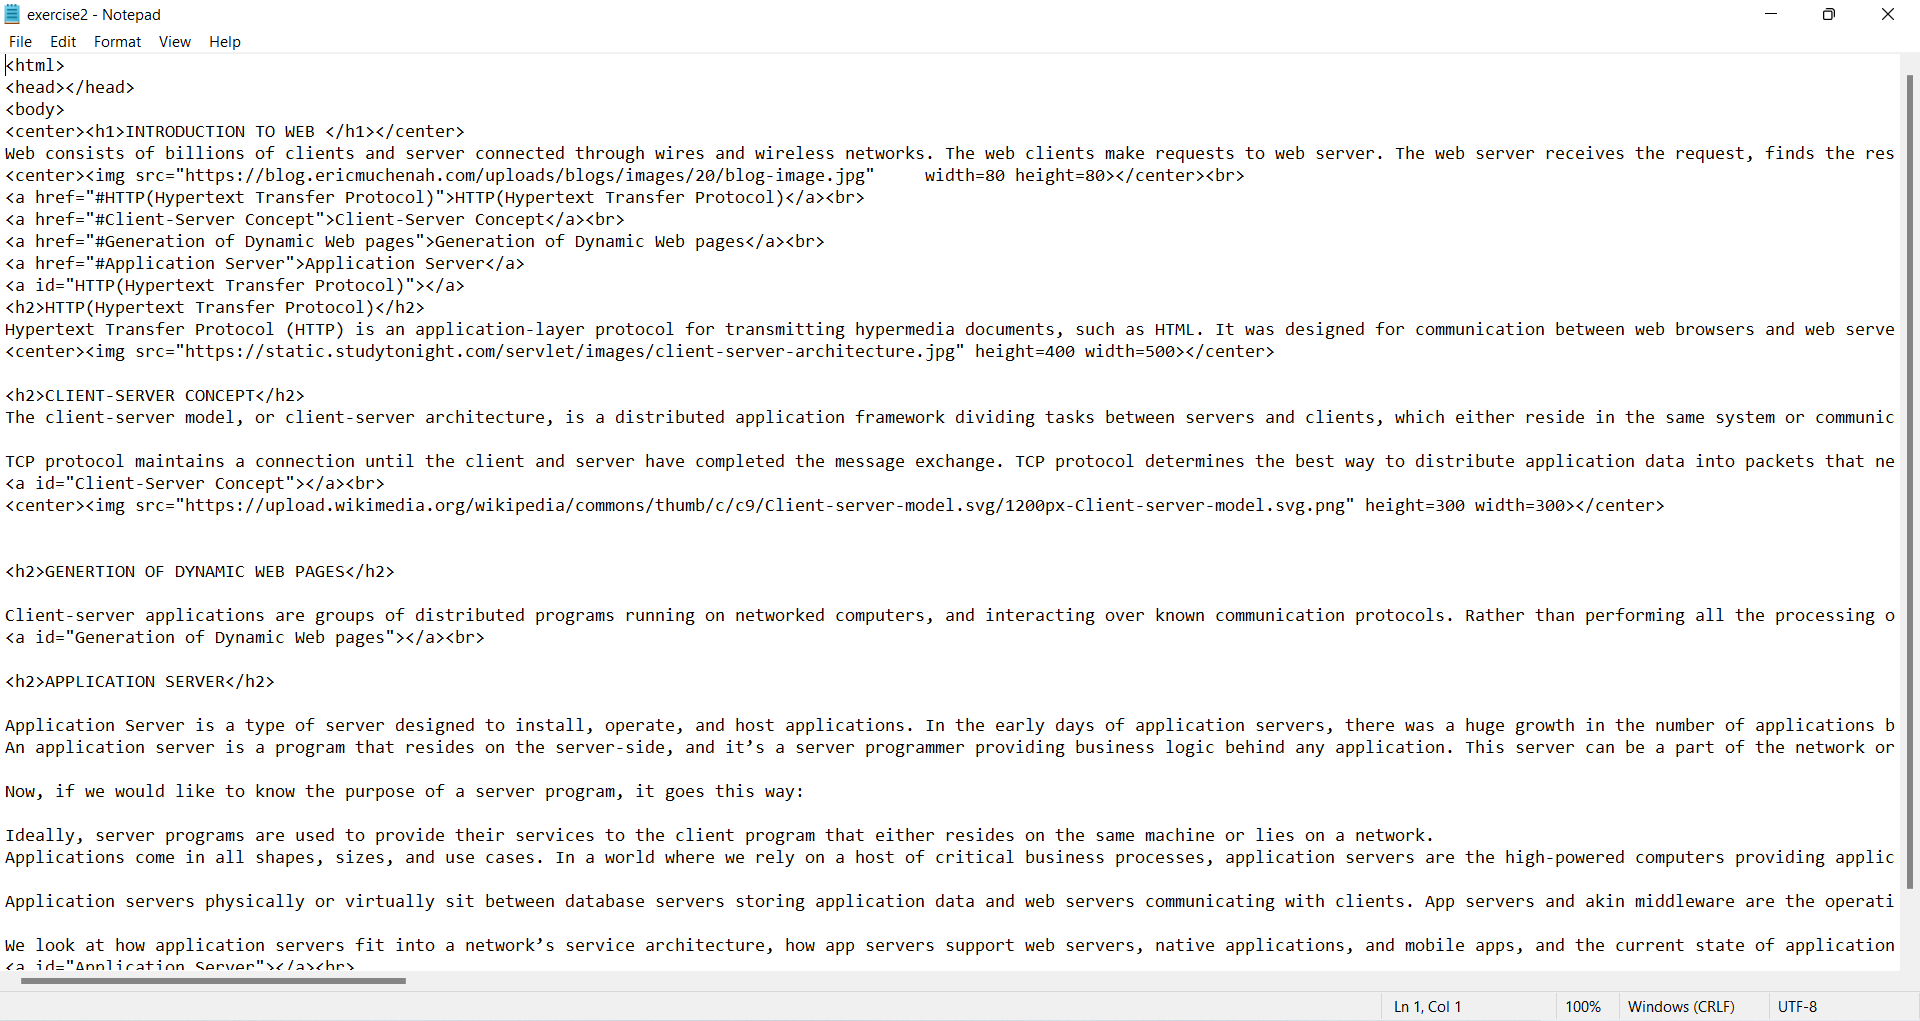 exercise2 - Notepad
File Edit Format View Help
<html>
<head></head>
<body>
<center><h1>INTRODUCTION TO WEB </h1></center>
Web consists of billions of clients and server connected through wires and wireless networks. The web clients make requests to web server. The web server receives the request, finds the res
<center><img src="https://blog.ericmuchenah.com/uploads/blogs/images/20/blog-image.jpg"     width=80 height=80></center><br>
<a href="#HTTP(Hypertext Transfer Protocol)">HTTP(Hypertext Transfer Protocol)</a><br>
<a href="#Client-Server Concept">Client-Server Concept</a><br>
<a href="#Generation of Dynamic Web pages">Generation of Dynamic Web pages</a><br>
<a href="#Application Server">Application Server</a>
<a id="HTTP(Hypertext Transfer Protocol)"></a>
<h2>HTTP(Hypertext Transfer Protocol)</h2>
Hypertext Transfer Protocol (HTTP) is an application-layer protocol for transmitting hypermedia documents, such as HTML. It was designed for communication between web browsers and web serve
<center><img src="https://static.studytonight.com/servlet/images/client-server-architecture.jpg" height=400 width=500></center>
<h2>CLIENT-SERVER CONCEPT</h2>
The client-server model, or client-server architecture, is a distributed application framework dividing tasks between servers and clients, which either reside in the same system or communic
TCP protocol maintains a connection until the client and server have completed the message exchange. TCP protocol determines the best way to distribute application data into packets that ne
<a id="Client-Server Concept"></a><br>
<center><img src="https://upload.wikimedia.org/wikipedia/commons/thumb/c/c9/Client-server-model.svg/1200px-Client-server-model.svg.png" height=300 width=300></center>
<h2>GENERTION OF DYNAMIC WEB PAGES</h2>
Client-server applications are groups of distributed programs running on networked computers, and interacting over known communication protocols. Rather than performing all the processing o
<a id="Generation of Dynamic Web pages"></a><br>
<h2>APPLICATION SERVER</h2>
Application Server is a type of server designed to install, operate, and host applications. In the early days of application servers, there was a huge growth in the number of applications b
An application server is a program that resides on the server-side, and it’s a server programmer providing business logic behind any application. This server can be a part of the network or
Now, if we would like to know the purpose of a server program, it goes this way:
Ideally, server programs are used to provide their services to the client program that either resides on the same machine or lies on a network.
Applications come in all shapes, sizes, and use cases. In a world where we rely on a host of critical business processes, application servers are the high-powered computers providing applic
Application servers physically or virtually sit between database servers storing application data and web servers communicating with clients. App servers and akin middleware are the operati
We look at how application servers fit into a network’s service architecture, how app servers support web servers, native applications, and mobile apps, and the current state of application
<a id="Application Server"></a><br>
Ln 1, Col 1 100% Windows (CRLF) UTF-8